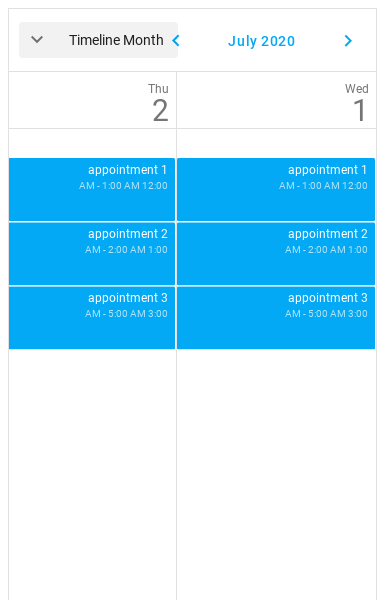 Timeline Month
July 2020
Thu
2
Wed
1
appointment 1
AM - 1:00 AM 12:00
appointment 1
AM - 1:00 AM 12:00
appointment 2
AM - 2:00 AM 1:00
appointment 2
AM - 2:00 AM 1:00
appointment 3
AM - 5:00 AM 3:00
appointment 3
AM - 5:00 AM 3:00